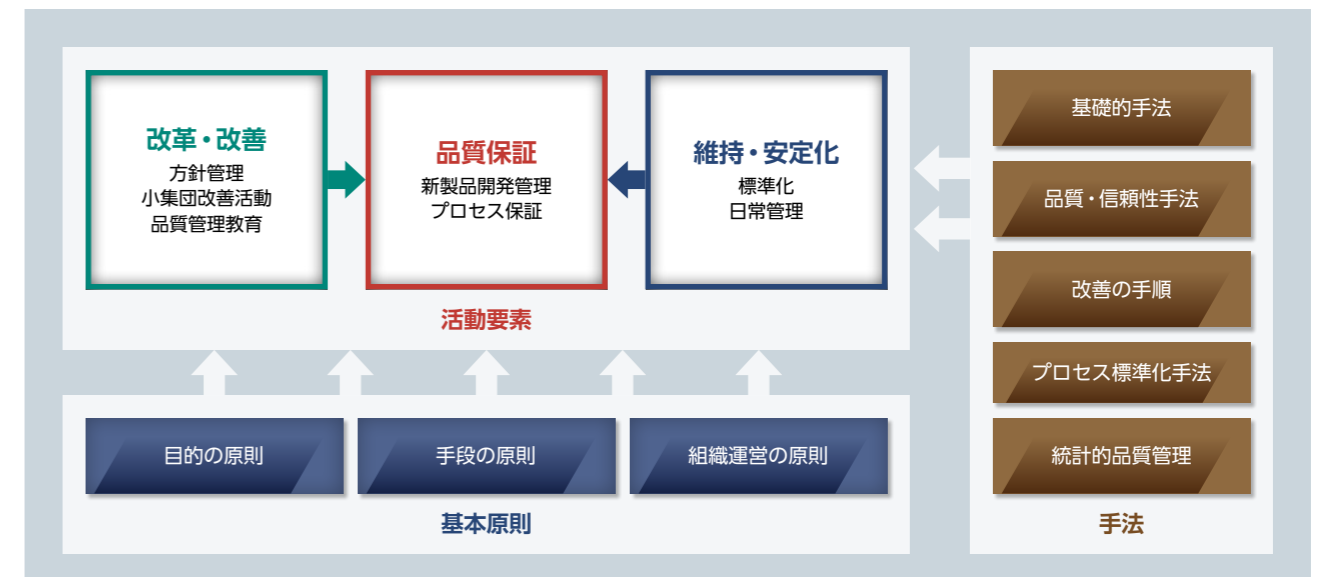 改革・改善
方針管理
小集団改善活動
品質管理教育
品質保証
新製品開発管理
プロセス保証
維持・安定化
標準化
日常管理
活動要素
目的の原則
手段の原則
組織運営の原則
基本原則
基礎的手法
品質・信頼性手法
改善の手順
プロセス標準化手法
統計的品質管理
手法